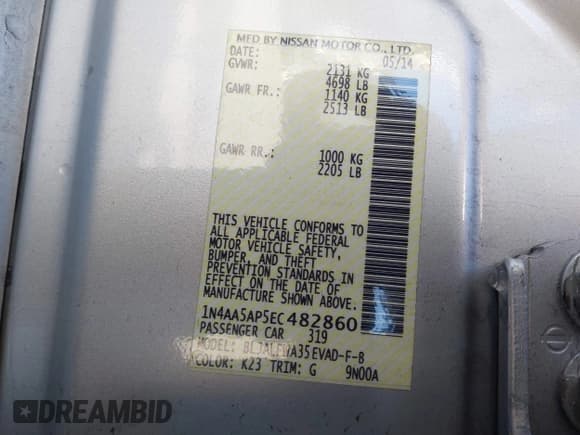 MFD BY NISSAN MOTOR CO., LTD.
DATE: 05/14
GVWR: 2131 KG
4698 LB
GAWR FR.: 1140 KG
2513 LB
GAWR RR.: 1000 KG
2205 LB
THIS VEHICLE CONFORMS TO
ALL APPLICABLE FEDERAL
MOTOR VEHICLE SAFETY,
BUMPER, AND THEFT
PREVENTION STANDARDS IN
EFFECT ON THE DATE OF
MANUFACTURE SHOWN ABOVE.
1N4AA5AP5EC482860
PASSENGER CAR 319
MODEL: EVAD-F-B
COLOR: K23 TRIM: G 9N00A
DREAMBID